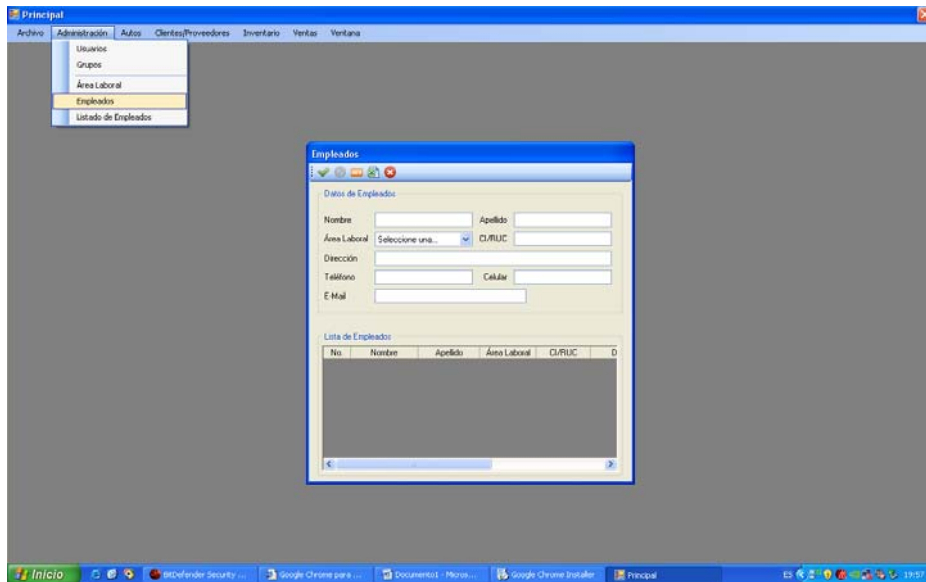 Principal
Archivo Administración Autos Clientes/Proveedores Inventario Ventas Ventana
Usuarios
Grupos
Área Laboral
Empleados
Listado de Empleados
Empleados
Datos de Empleados
Nombre Apellido
Área Laboral Seleccione una... CI/RUC
Dirección
Teléfono Celular
E-Mail
Lista de Empleados
No. Nombre Apellido Área Laboral CI/RUC D
Inicio BitDefender Security ... Google Chrome para ... Documento1 - Micros... Google Chrome Installer Principal ES 19:57